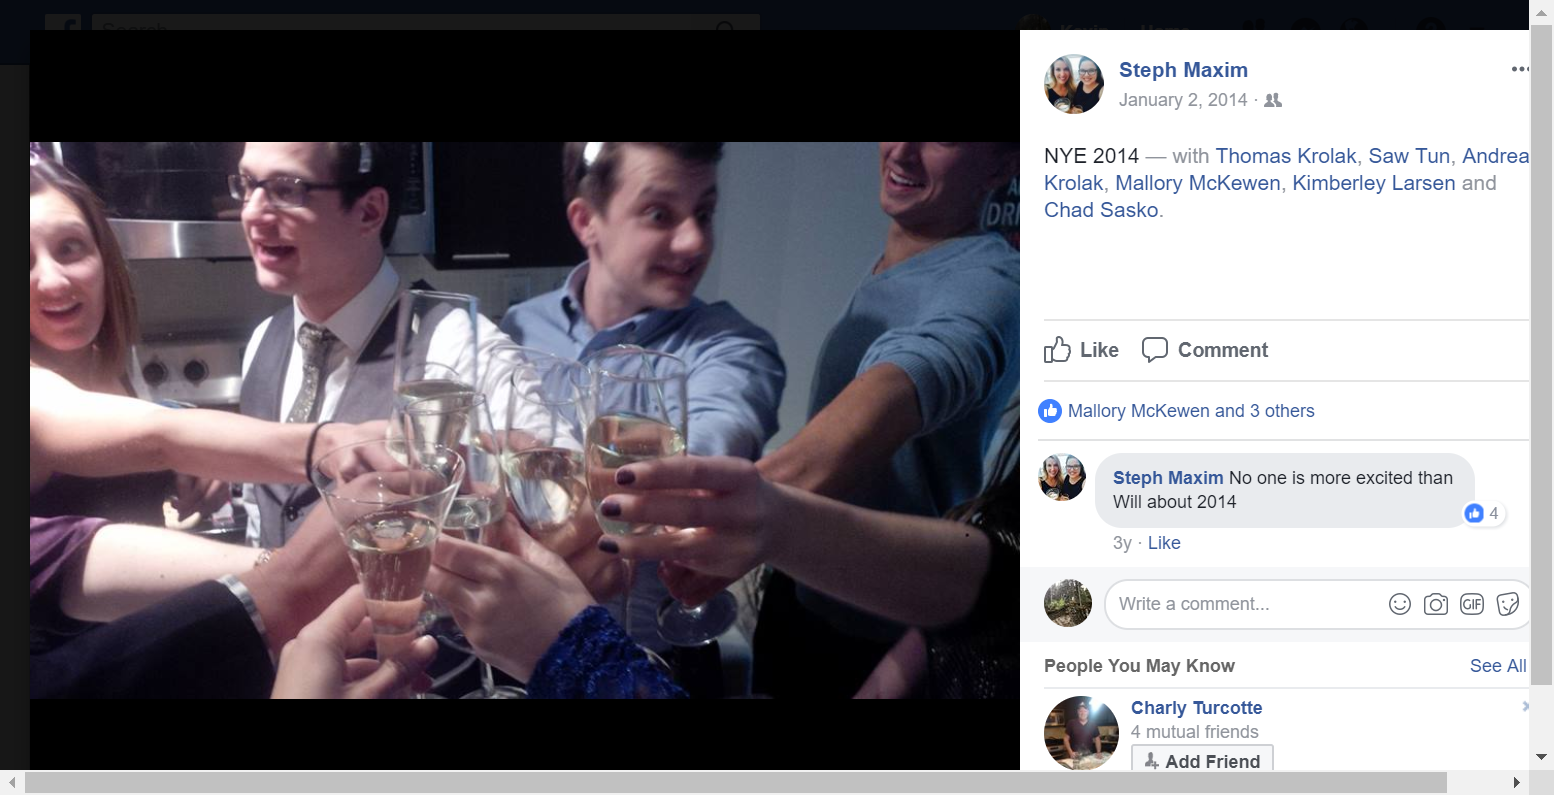 Search
Steph Maxim
January 2, 2014 ·
NYE 2014 — with Thomas Krolak, Saw Tun, Andrea
Krolak, Mallory McKewen, Kimberley Larsen and
Chad Sasko.
Like Comment
Mallory McKewen and 3 others
Steph Maxim No one is more excited than
Will about 2014
4
3y · Like
Write a comment...
GIF
People You May Know
See All
Charly Turcotte
4 mutual friends
Add Friend